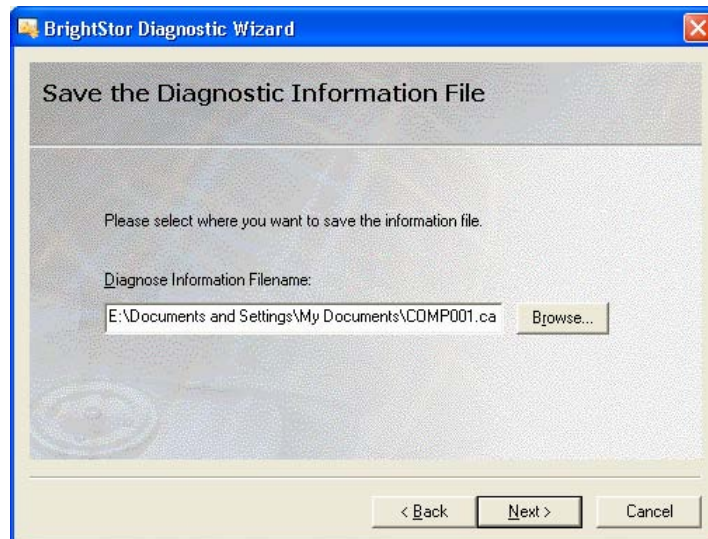 BrightStor Diagnostic Wizard
Save the Diagnostic Information File
Please select where you want to save the information file.
Diagnose Information Filename:
E:\Documents and Settings\My Documents\COMP001.ca
Browse...
< Back
Next >
Cancel